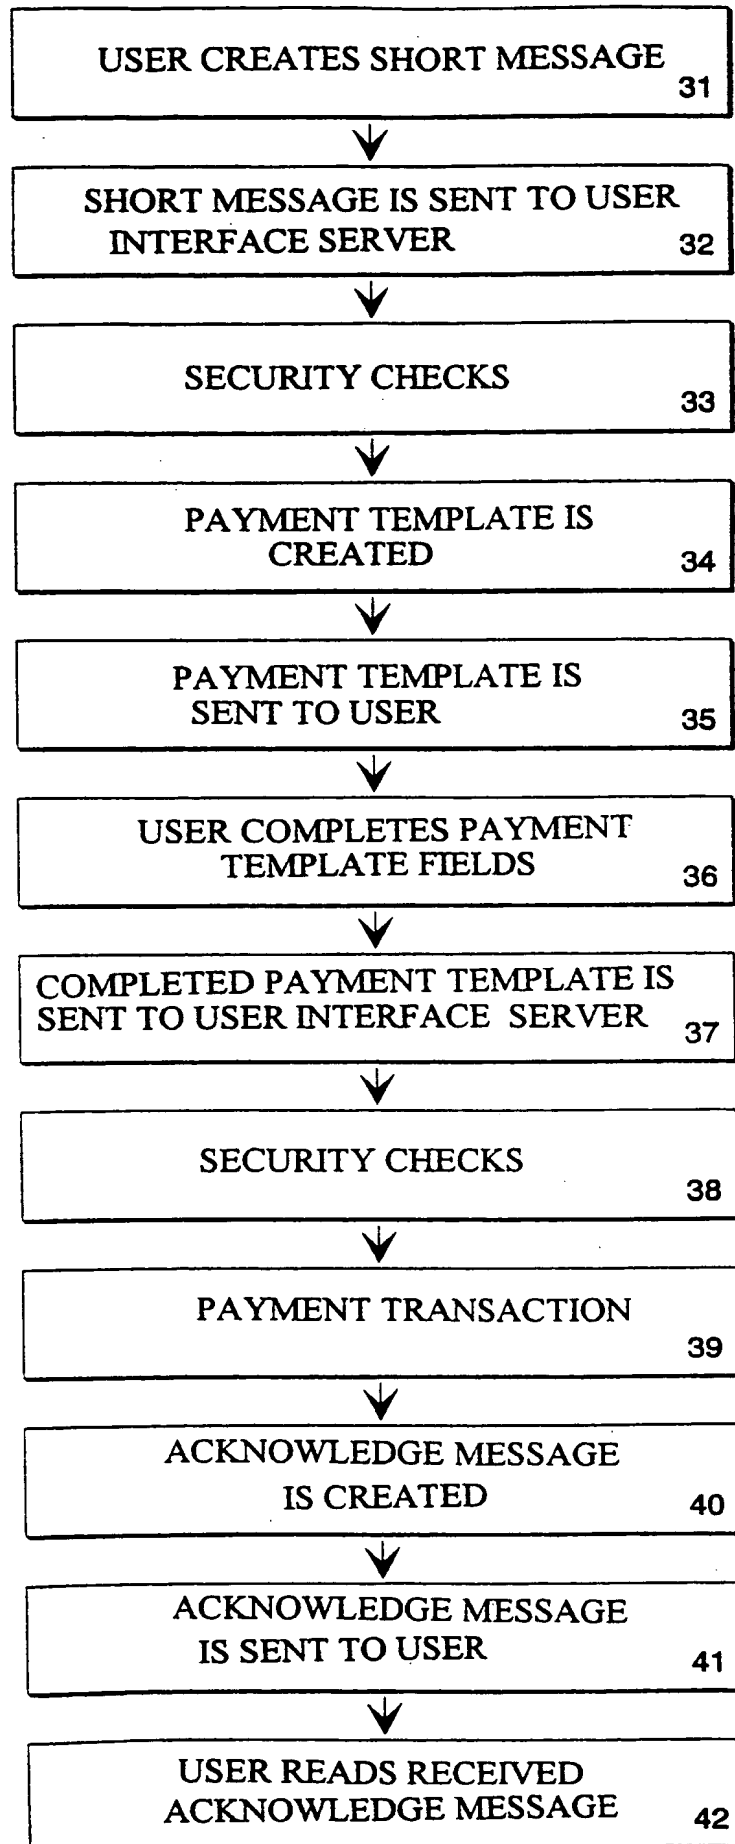 USER CREATES SHORT MESSAGE
31
SHORT MESSAGE IS SENT TO USER
INTERFACE SERVER
32
SECURITY CHECKS
33
PAYMENT TEMPLATE IS
CREATED
34
PAYMENT TEMPLATE IS
SENT TO USER
35
USER COMPLETES PAYMENT
TEMPLATE FIELDS
36
COMPLETED PAYMENT TEMPLATE IS
SENT TO USER INTERFACE SERVER
37
SECURITY CHECKS
38
PAYMENT TRANSACTION
39
ACKNOWLEDGE MESSAGE
IS CREATED
40
ACKNOWLEDGE MESSAGE
IS SENT TO USER
41
USER READS RECEIVED
ACKNOWLEDGE MESSAGE
42